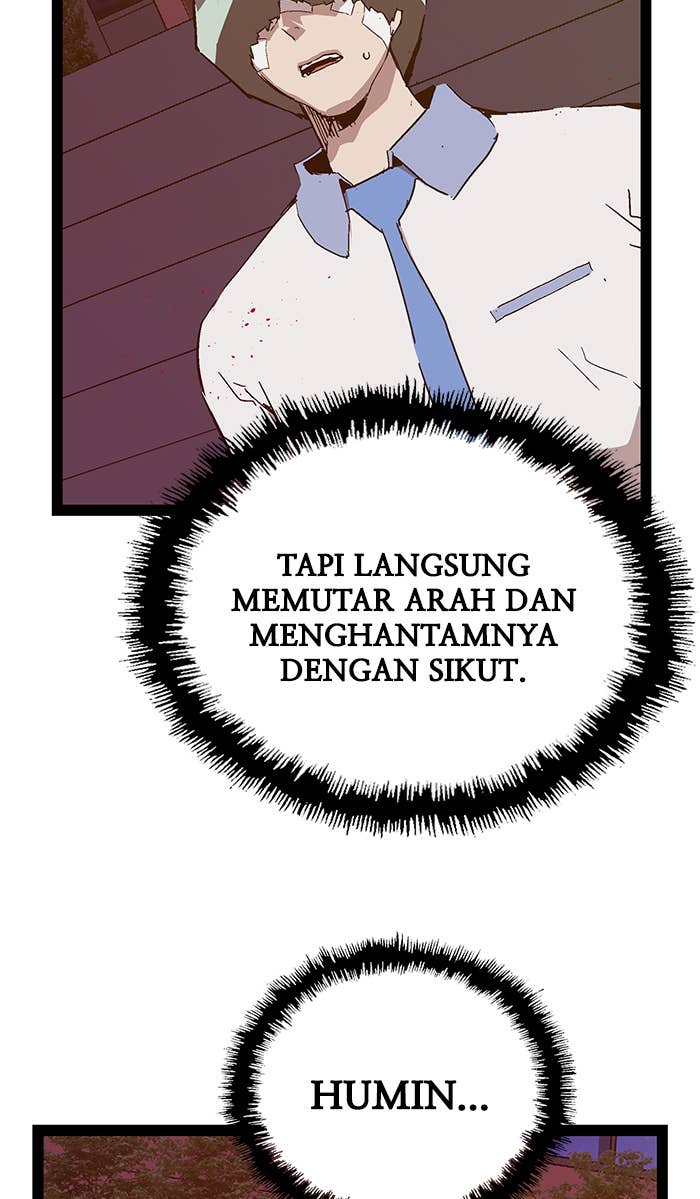 TAPI LANGSUNG
MEMUTAR ARAH DAN
MENGHANTAMNYA
DENGAN SIKUT.
HUMIN...